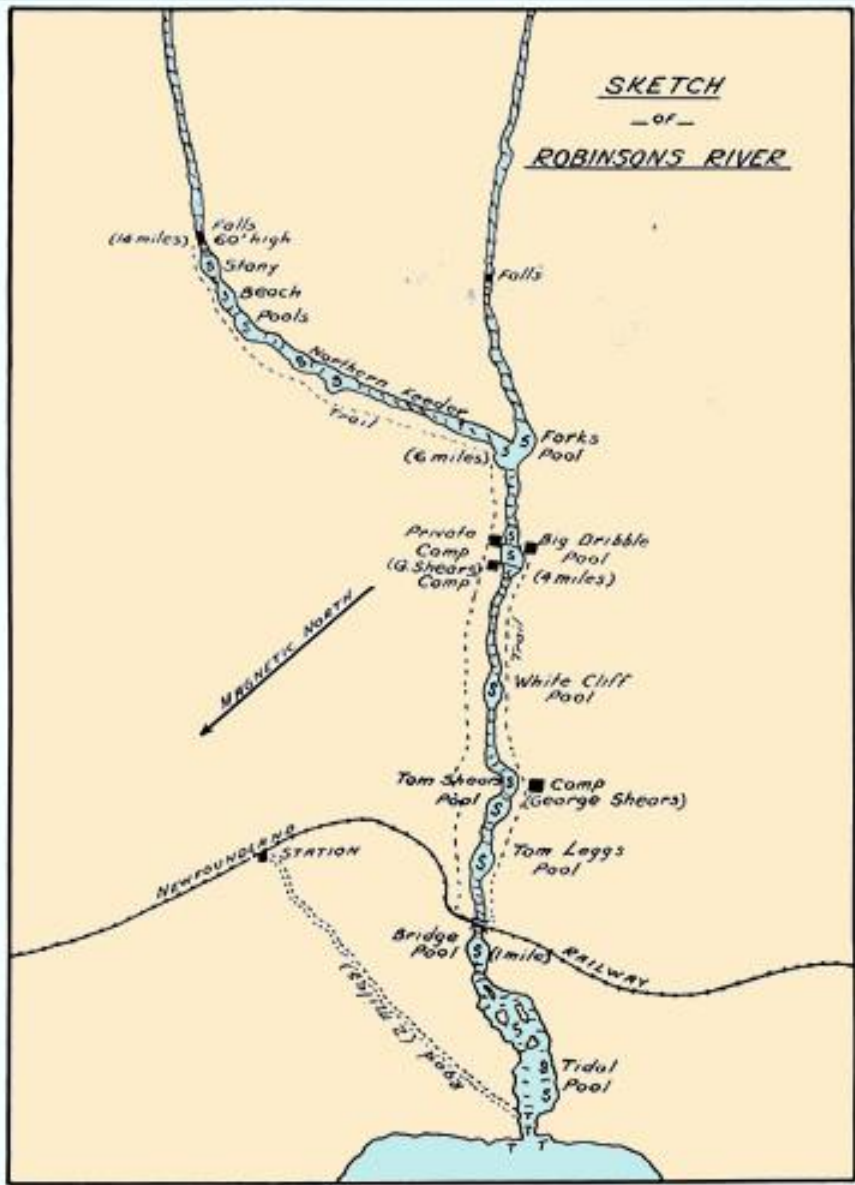 SKETCH
OF
ROBINSONS RIVER
Falls
(14 miles) 60' high
Stony
Beach
Pools
Falls
Northern Feeder
Trail
(6 miles)
Forks
Pool
Private
Camp
(G. Shears)
Camp
Big Dribble
Pool
(4 miles)
MAGNETIC NORTH
Trail
White Cliff
Pool
Tom Shears
Pool
Camp
(George Shears)
NEWFOUNDLAND
STATION
Tom Leggs
Pool
Bridge
Pool
(1 mile)
RAILWAY
Road (2 miles)
Tidal
Pool
S
S
S
S
S
S
S
S
S
S
S
S
S
S
T
T
T T